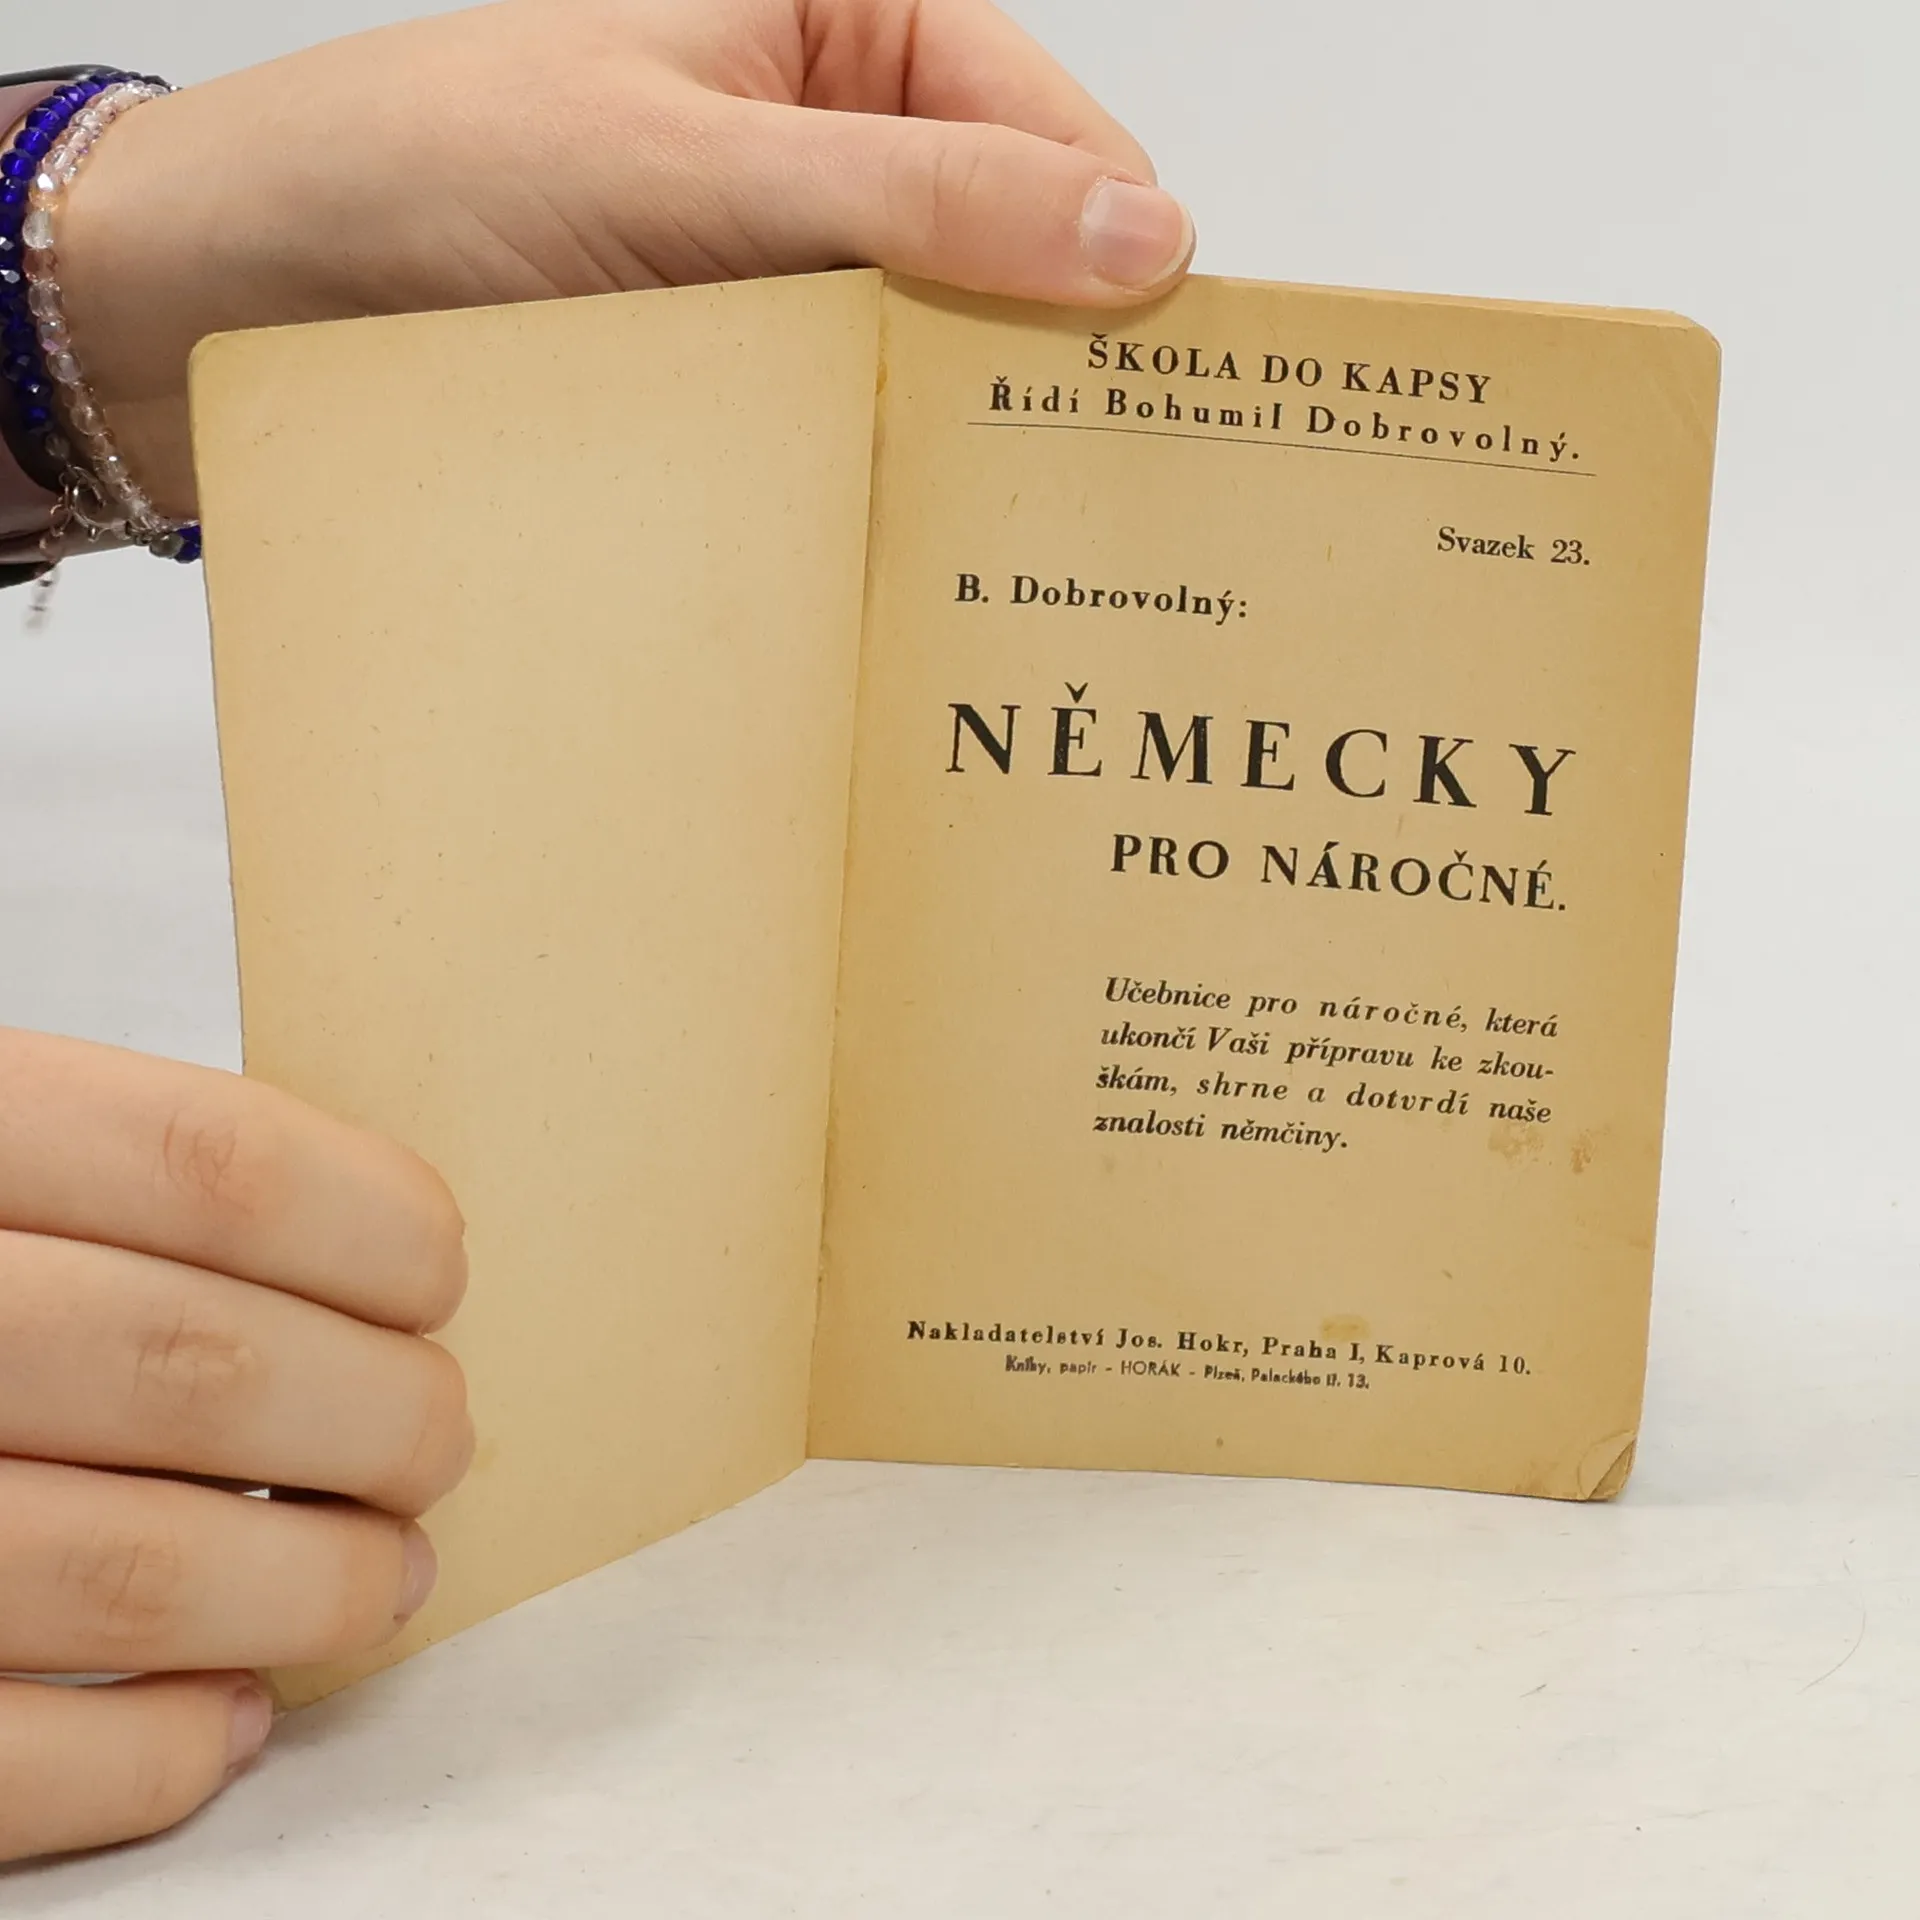 ŠKOLA DO KAPSY
Řídí Bohumil Dobrovolný.
Svazek 23.
B. Dobrovolný:
NĚMECKY
PRO NÁROČNÉ.
Učebnice pro náročné, která
ukončí Vaši přípravu ke zkou-
škám, shrne a dotvrdí naše
znalosti němčiny.
Nakladatelství Jos. Hokr, Praha I, Kaprová 10.
Knihy, papír - HORÁK - Plzeň, Palackého tř. 13.